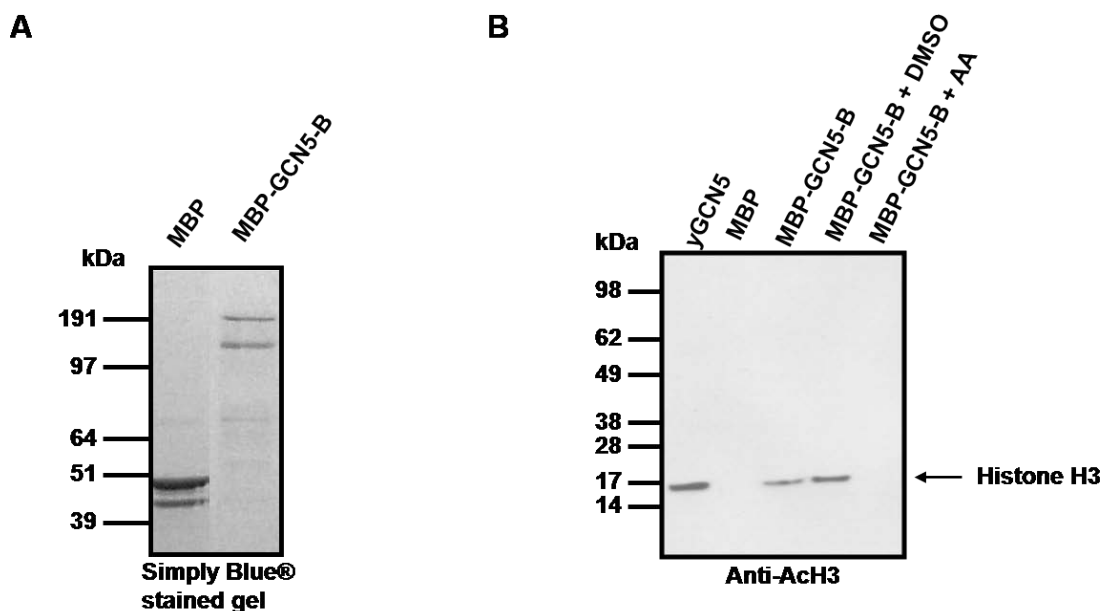 A
MBP
MBP-GCN5-B
kDa
191
97
64
51
39
Simply Blue®
stained gel
B
yGCN5
MBP
MBP-GCN5-B
MBP-GCN5-B + DMSO
MBP-GCN5-B + AA
kDa
98
62
49
38
28
17
14
Histone H3
Anti-AcH3